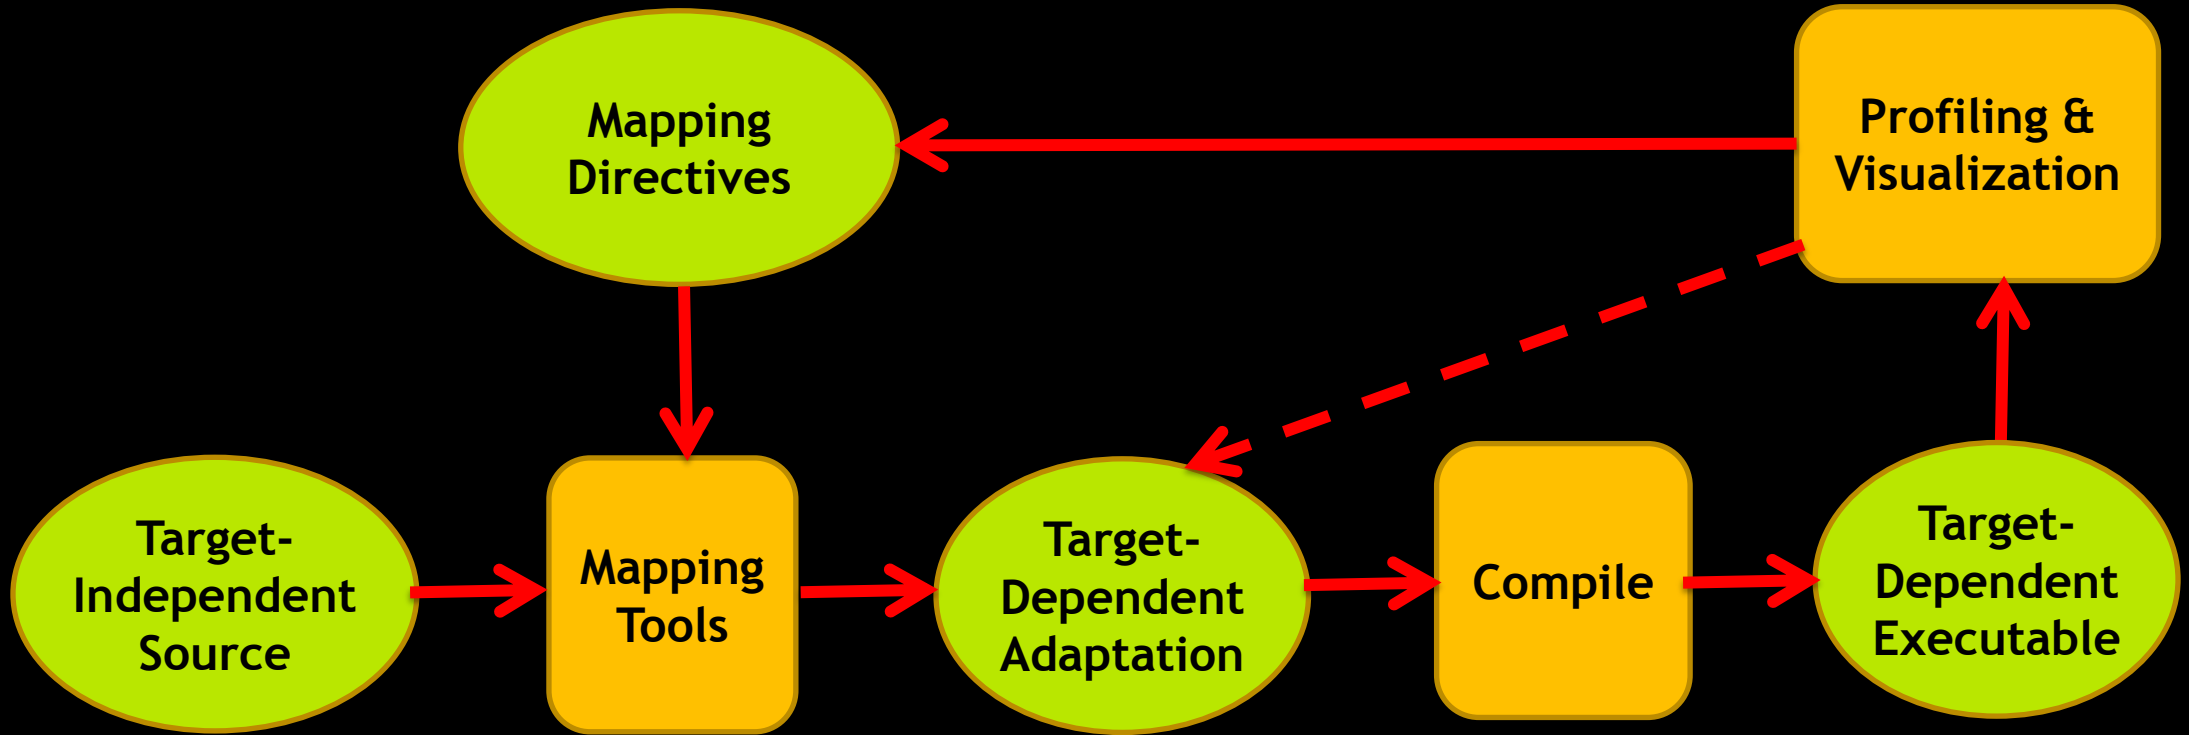 Mapping
Directives
Profiling &
Visualization
Target-
Independent
Source
Mapping
Tools
Target-
Dependent
Adaptation
Compile
Target-
Dependent
Executable